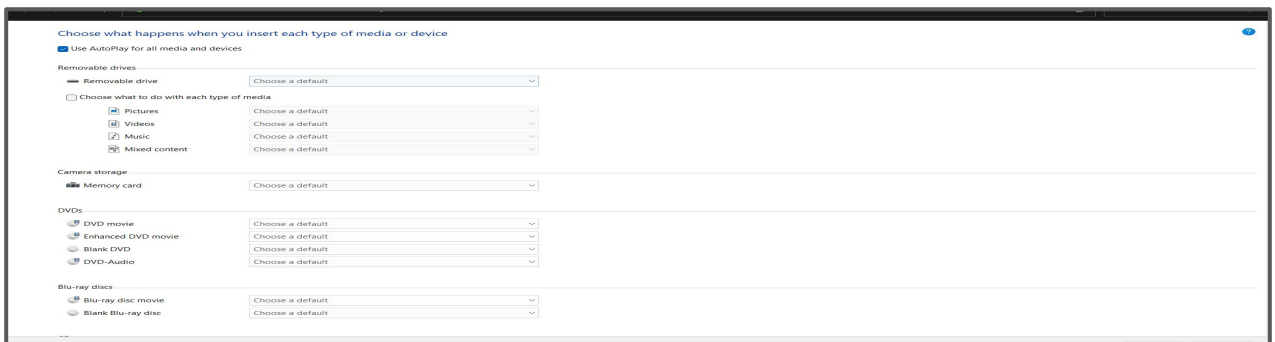 Choose what happens when you insert each type of media or device
Use AutoPlay for all media and devices
Removable drives
Removable drive Choose a default
Choose what to do with each type of media
Pictures Choose a default
Videos Choose a default
Music Choose a default
Mixed content Choose a default
Camera storage
Memory card Choose a default
DVDs
DVD movie Choose a default
Enhanced DVD movie Choose a default
Blank DVD Choose a default
DVD-Audio Choose a default
Blu-ray discs
Blu-ray disc movie Choose a default
Blank Blu-ray disc Choose a default